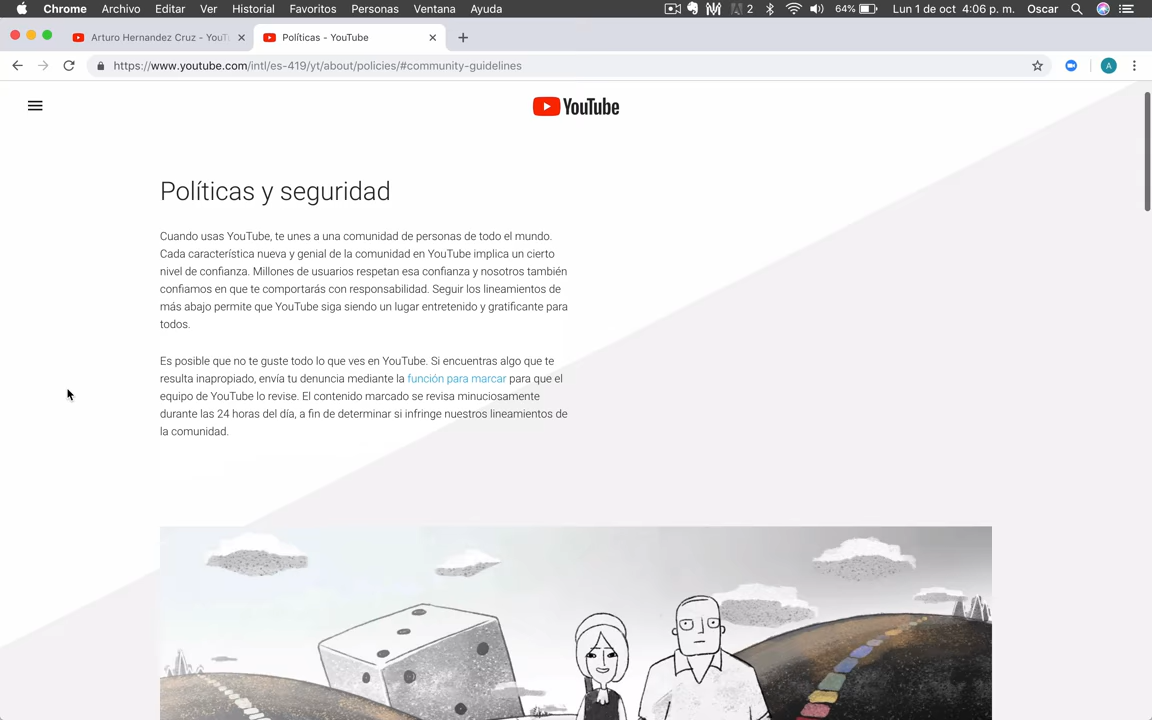 Chrome Archivo Editar Ver Historial Favoritos Personas Ventana Ayuda 2 64% Lun 1 de oct 4:06 p. m. Oscar
Arturo Hernandez Cruz - YouTu Políticas - YouTube
https://www.youtube.com/intl/es-419/yt/about/policies/#community-guidelines A
YouTube
Políticas y seguridad
Cuando usas YouTube, te unes a una comunidad de personas de todo el mundo.
Cada característica nueva y genial de la comunidad en YouTube implica un cierto
nivel de confianza. Millones de usuarios respetan esa confianza y nosotros también
confiamos en que te comportarás con responsabilidad. Seguir los lineamientos de
más abajo permite que YouTube siga siendo un lugar entretenido y gratificante para
todos.
Es posible que no te guste todo lo que ves en YouTube. Si encuentras algo que te
resulta inapropiado, envía tu denuncia mediante la función para marcar para que el
equipo de YouTube lo revise. El contenido marcado se revisa minuciosamente
durante las 24 horas del día, a fin de determinar si infringe nuestros lineamientos de
la comunidad.